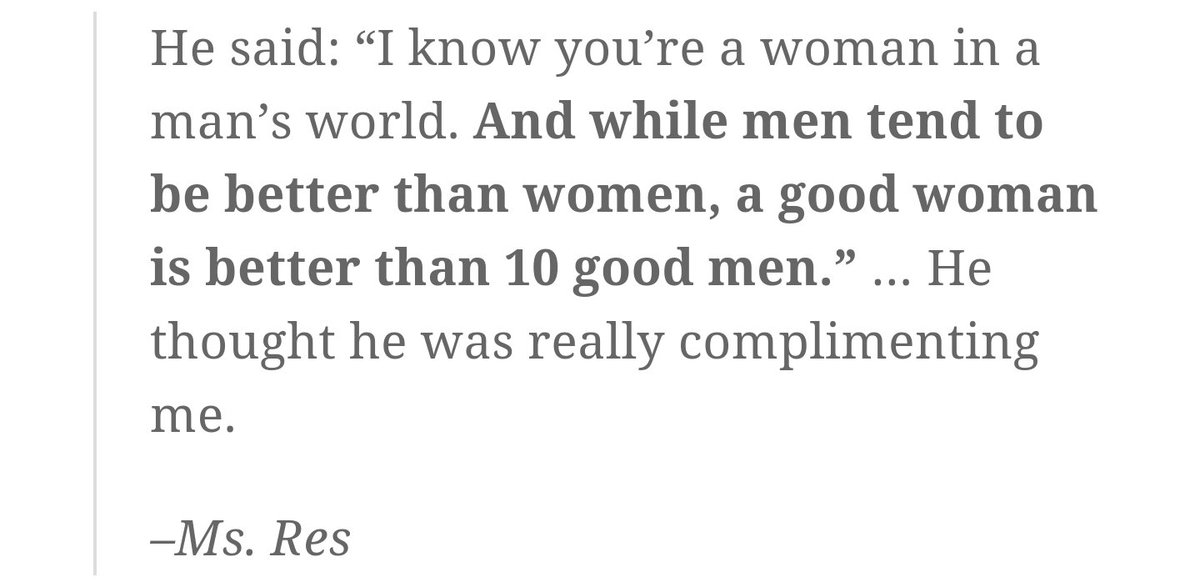 He said: “I know you’re a woman in a
man’s world. And while men tend to
be better than women, a good woman
is better than 10 good men.” ... He
thought he was really complimenting
me.
–Ms. Res